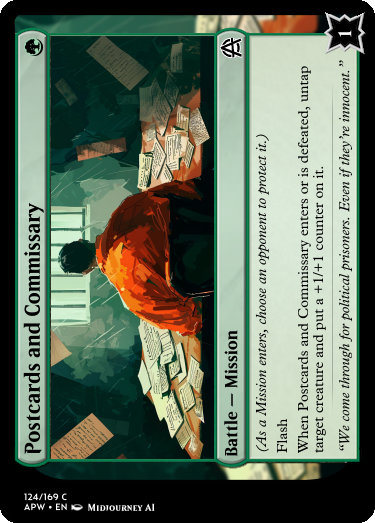 Postcards and Commissary
Battle — Mission
1
(As a Mission enters, choose an opponent to protect it.)
Flash
When Postcards and Commissary enters or is defeated, untap
target creature and put a +1/+1 counter on it.
“We come through for political prisoners. Even if they’re innocent.”
124/169 C
APW • EN Midjourney AI